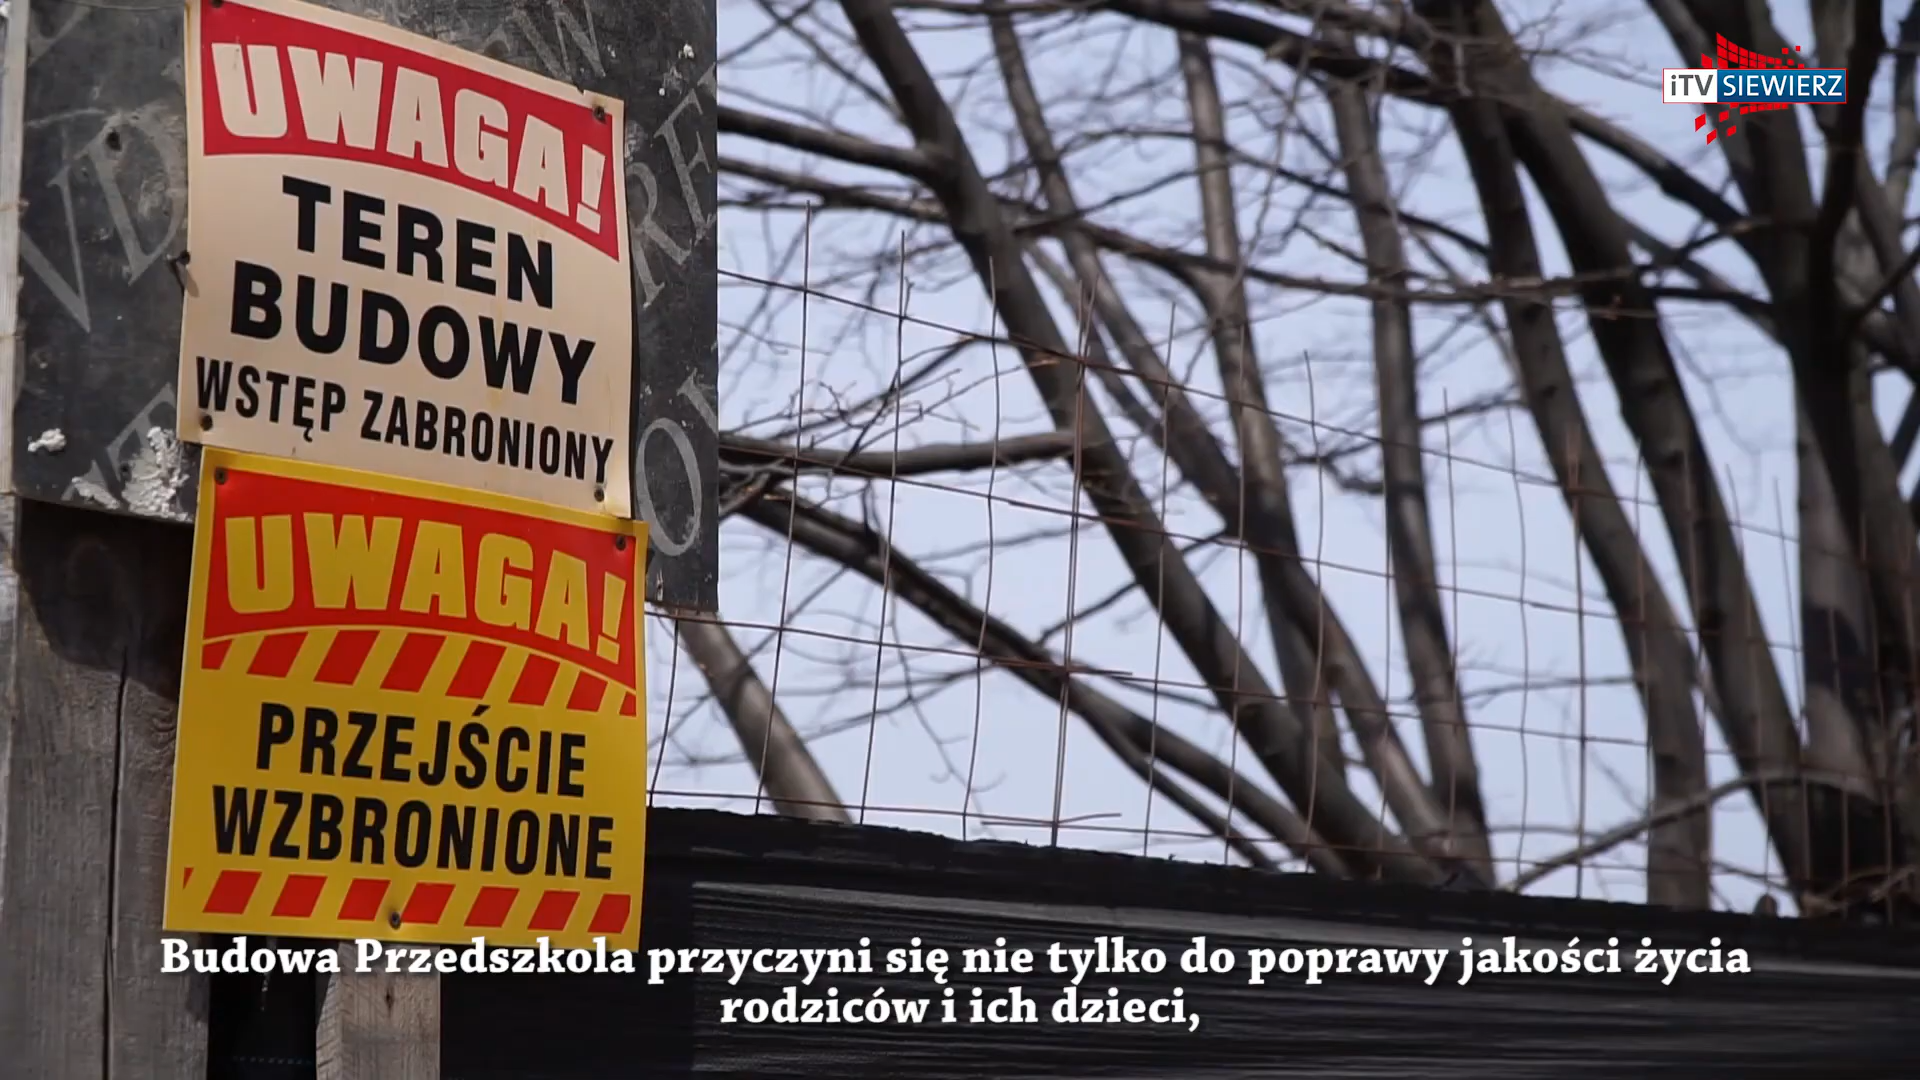 UWAGA!
TEREN
BUDOWY
WSTĘP ZABRONIONY
UWAGA!
PRZEJŚCIE
WZBRONIONE
iTV SIEWIERZ
Budowa Przedszkola przyczyni się nie tylko do poprawy jakości życia
rodziców i ich dzieci,